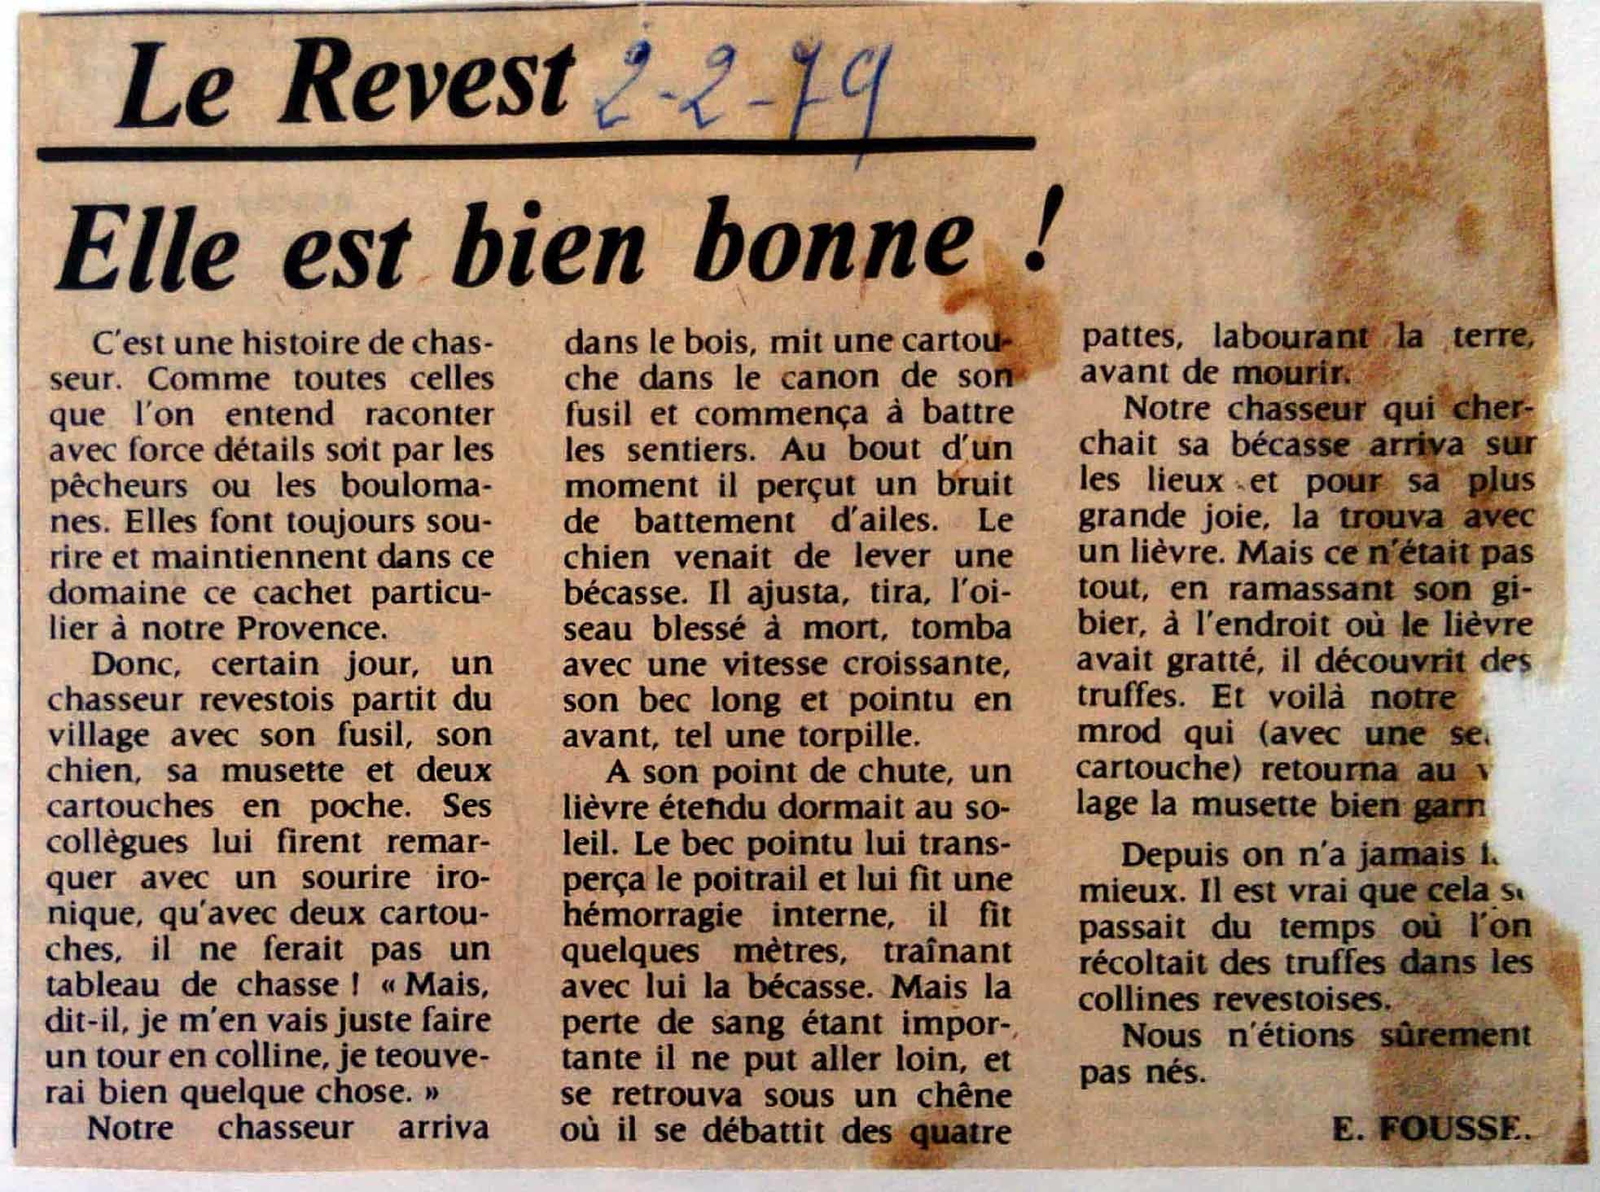 Le Revest 2-2-79
Elle est bien bonne !
C'est une histoire de chas-
seur. Comme toutes celles
que l'on entend raconter
avec force détails soit par les
pêcheurs ou les bouloma-
nes. Elles font toujours sou-
rire et maintiennent dans ce
domaine ce cachet particu-
lier à notre Provence.
Donc, certain jour, un
chasseur revestois partit du
village avec son fusil, son
chien, sa musette et deux
cartouches en poche. Ses
collègues lui firent remar-
quer avec un sourire iro-
nique, qu'avec deux cartou-
ches, il ne ferait pas un
tableau de chasse ! « Mais,
dit-il, je m'en vais juste faire
un tour en colline, je teouve-
rai bien quelque chose. »
Notre chasseur arriva
dans le bois, mit une cartou-
che dans le canon de son
fusil et commença à battre
les sentiers. Au bout d'un
moment il perçut un bruit
de battement d'ailes. Le
chien venait de lever une
bécasse. Il ajusta, tira, l'oi-
seau blessé à mort, tomba
avec une vitesse croissante,
son bec long et pointu en
avant, tel une torpille.
A son point de chute, un
lièvre étendu dormait au so-
leil. Le bec pointu lui trans-
perça le poitrail et lui fit une
hémorragie interne, il fit
quelques mètres, traînant
avec lui la bécasse. Mais la
perte de sang étant impor-
tante il ne put aller loin, et
se retrouva sous un chêne
où il se débattit des quatre
pattes, labourant la terre,
avant de mourir.
Notre chasseur qui cher-
chait sa bécasse arriva sur
les lieux et pour sa plus
grande joie, la trouva avec
un lièvre. Mais ce n'était pas
tout, en ramassant son gi-
bier, à l'endroit où le lièvre
avait gratté, il découvrit des
truffes. Et voilà notre
mrod qui (avec une
cartouche) retourna au
lage la musette bien
Depuis on n'a jamais
mieux. Il est vrai que cela
passait du temps où l'on
récoltait des truffes dans les
collines revestoises.
Nous n'étions sûrement
pas nés.
E. FOUSSE.